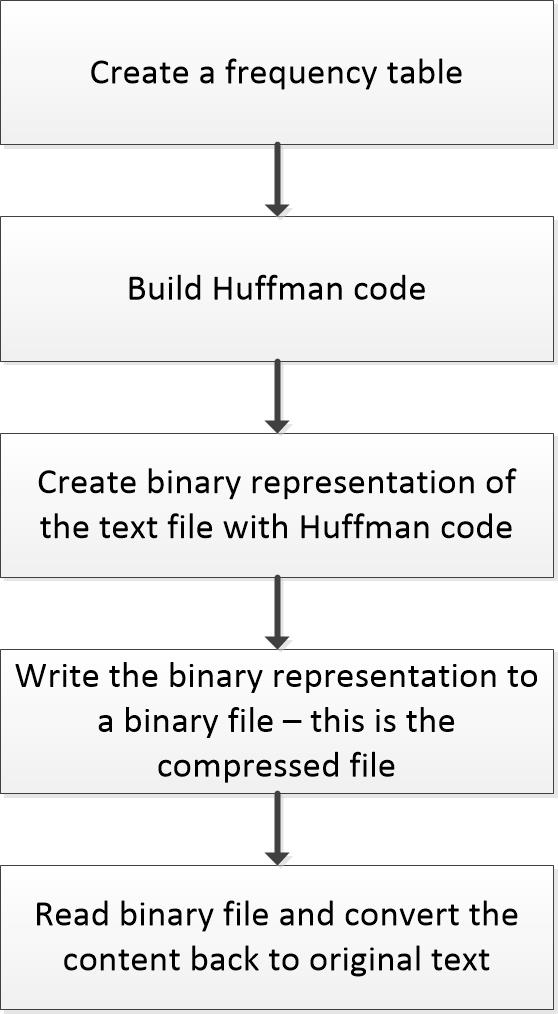 Create a frequency table
Build Huffman code
Create binary representation of
the text file with Huffman code
Write the binary representation to
a binary file – this is the
compressed file
Read binary file and convert the
content back to original text